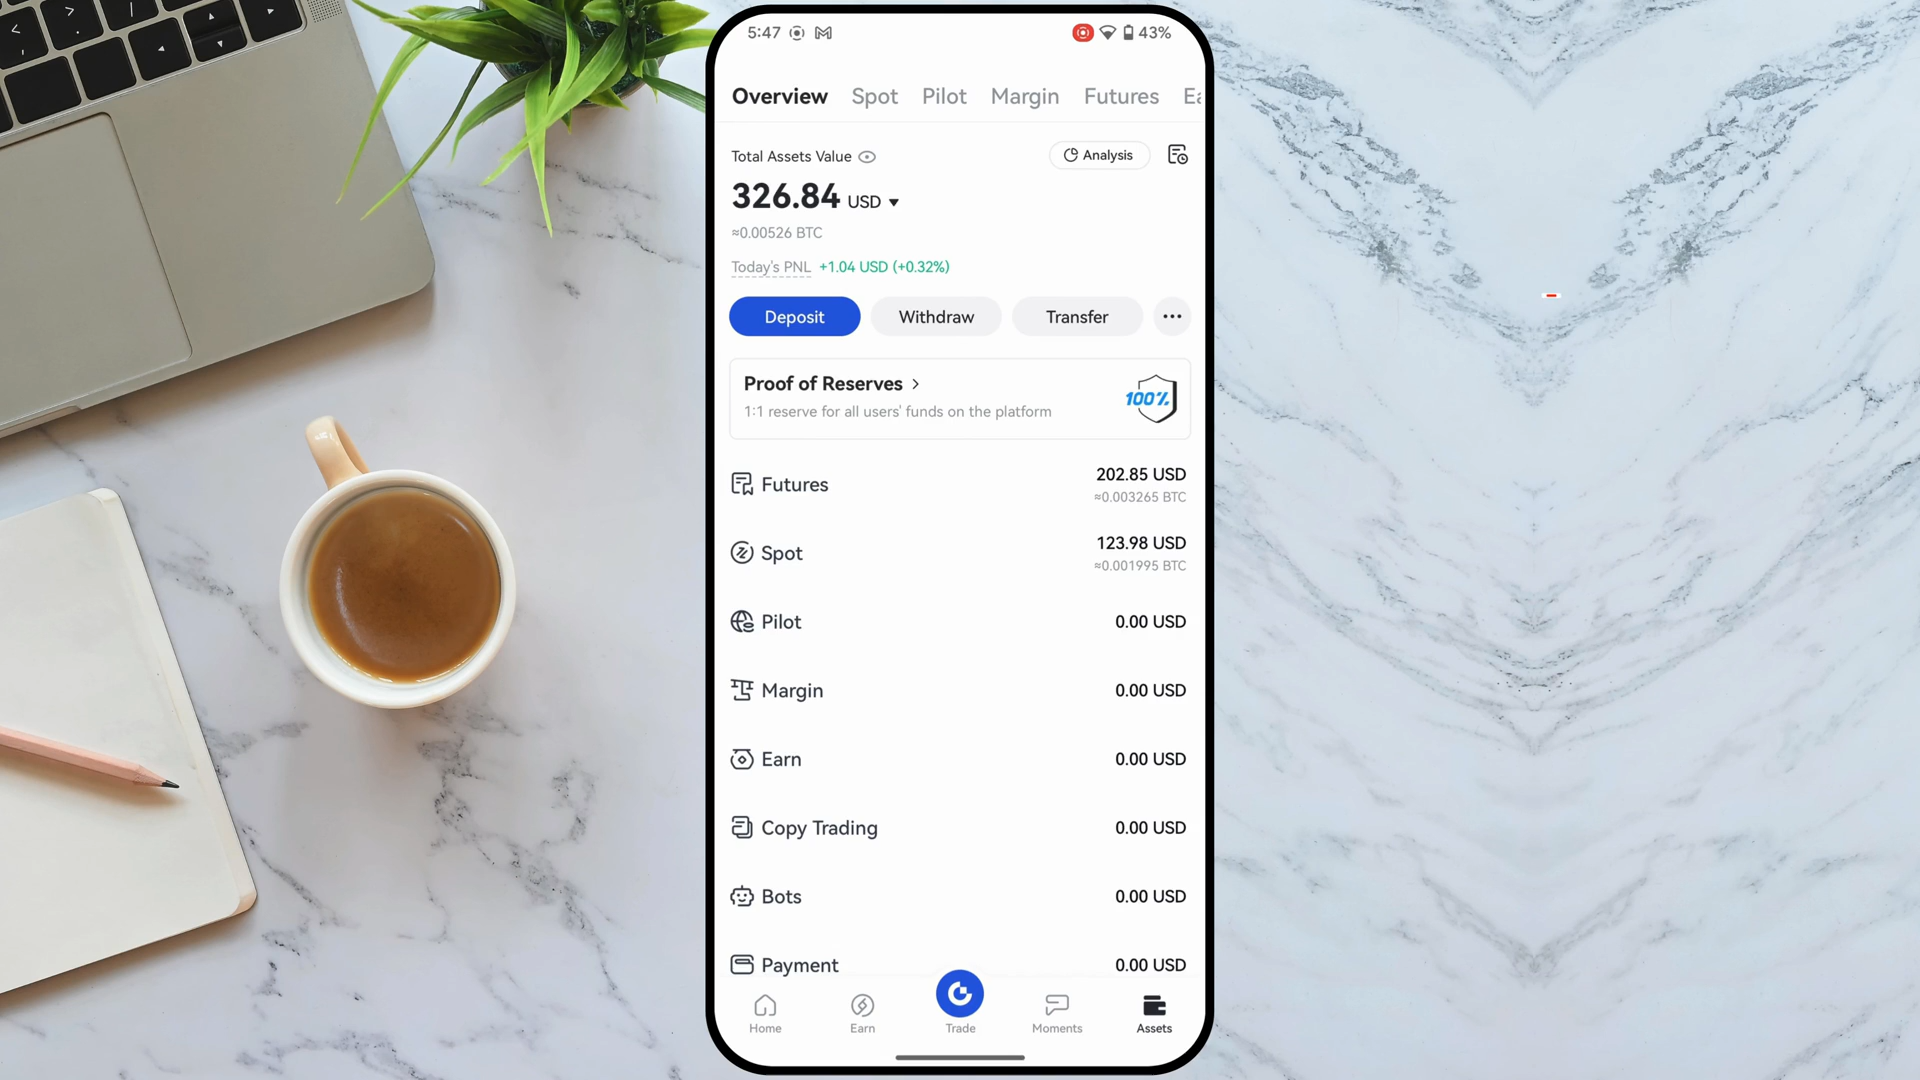 5:47 43%
Overview Spot Pilot Margin Futures Ea
Total Assets Value Analysis
326.84 USD
≈0.00526 BTC
Today's PNL +1.04 USD (+0.32%)
Deposit Withdraw Transfer
Proof of Reserves
1:1 reserve for all users' funds on the platform
100%
Futures 202.85 USD
≈0.003265 BTC
Spot 123.98 USD
≈0.001995 BTC
Pilot 0.00 USD
Margin 0.00 USD
Earn 0.00 USD
Copy Trading 0.00 USD
Bots 0.00 USD
Payment 0.00 USD
Home Earn Trade Moments Assets